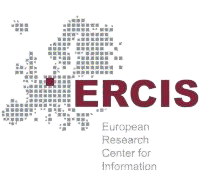 ERCIS
European
Research
Center for
Information